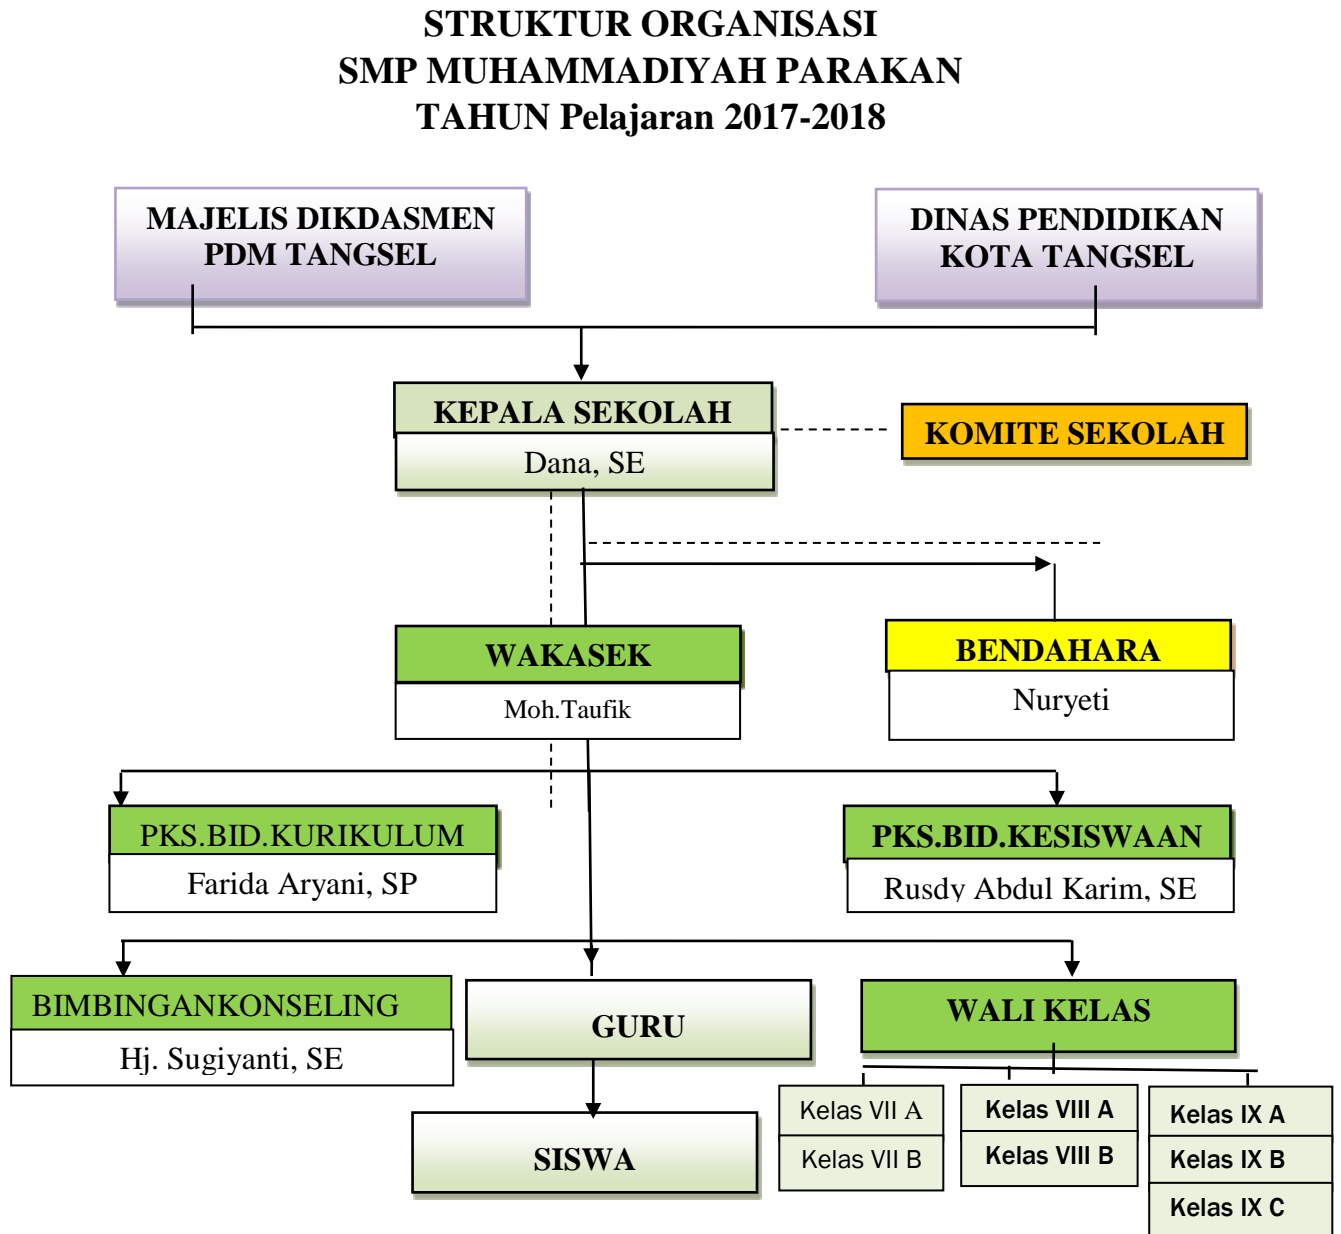 STRUKTUR ORGANISASI
SMP MUHAMMADIYAH PARAKAN
TAHUN Pelajaran 2017-2018
MAJELIS DIKDASMEN
PDM TANGSEL
DINAS PENDIDIKAN
KOTA TANGSEL
KEPALA SEKOLAH
Dana, SE
KOMITE SEKOLAH
WAKASEK
Moh.Taufik
BENDAHARA
Nuryeti
PKS.BID.KURIKULUM
Farida Aryani, SP
PKS.BID.KESISWAAN
Rusdy Abdul Karim, SE
BIMBINGANKONSELING
Hj. Sugiyanti, SE
GURU
WALI KELAS
SISWA
Kelas VII A
Kelas VII B
Kelas VIII A
Kelas VIII B
Kelas IX A
Kelas IX B
Kelas IX C